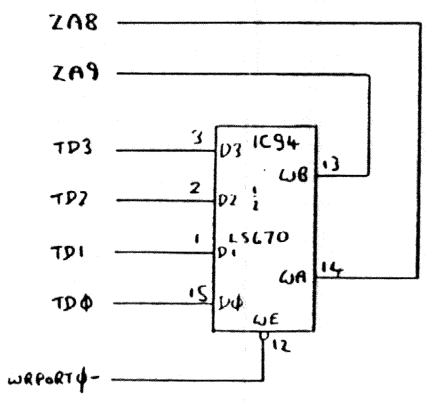 ZA8
ZA9
TD3 3 D3 IC94
WB 13
TD2 2 D2 1
2
LS670
TD1 1 D1
WA 14
TDϕ 15 Dϕ
WE
12
WRPORTϕ-